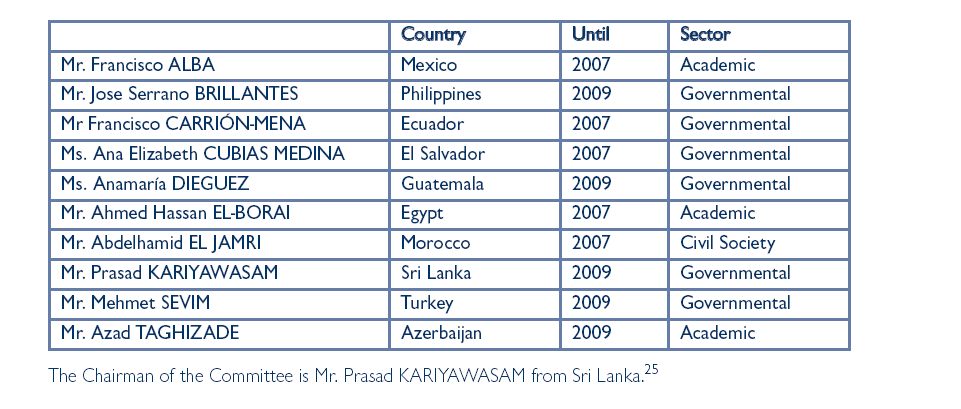 Country Until Sector
Mr. Francisco ALBA Mexico 2007 Academic
Mr. Jose Serrano BRILLANTES Philippines 2009 Governmental
Mr Francisco CARRIÓN-MENA Ecuador 2007 Governmental
Ms. Ana Elizabeth CUBIAS MEDINA El Salvador 2007 Governmental
Ms. Anamaría DIEGUEZ Guatemala 2009 Governmental
Mr. Ahmed Hassan EL-BORAI Egypt 2007 Academic
Mr. Abdelhamid EL JAMRI Morocco 2007 Civil Society
Mr. Prasad KARIYAWASAM Sri Lanka 2009 Governmental
Mr. Mehmet SEVIM Turkey 2009 Governmental
Mr. Azad TAGHIZADE Azerbaijan 2009 Academic
The Chairman of the Committee is Mr. Prasad KARIYAWASAM from Sri Lanka.25